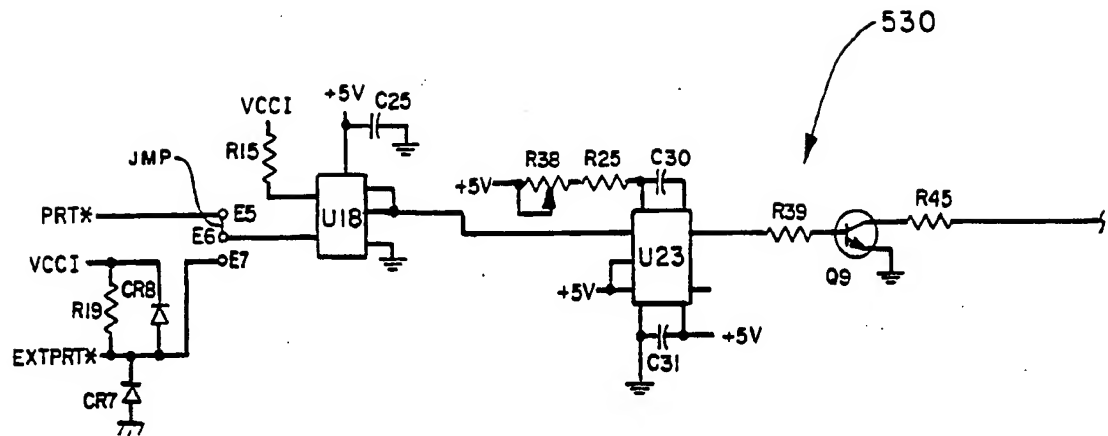 530
+5V
C25
VCCI
R15
JMP
R38
R25
C30
+5V
PRT*
E5
U18
R39
R45
E6
VCCI
E7
U23
Q9
R19
CR8
+5V
EXTPRT*
C31
+5V
CR7